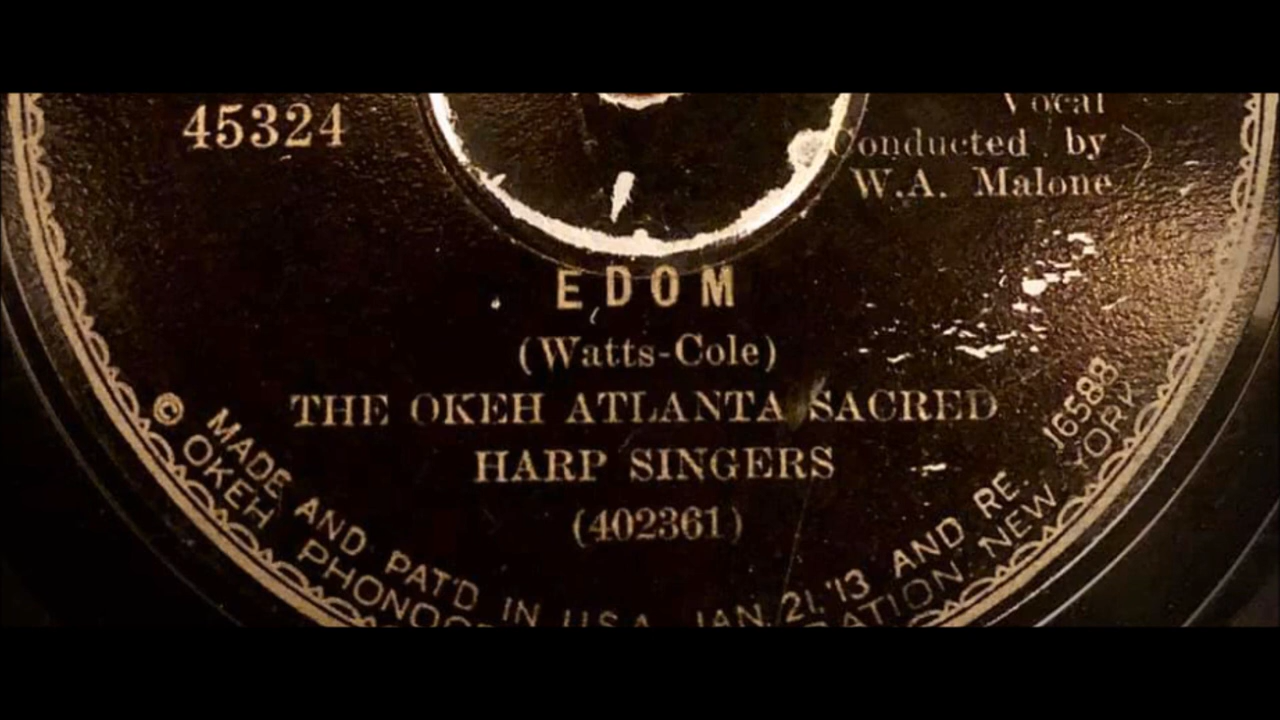 45324
Vocal
Conducted by
W.A. Malone
EDOM
(Watts-Cole)
THE OKEH ATLANTA SACRED
HARP SINGERS
(402361)
MADE AND PAT'D IN U.S.A. JAN. 21, '13 AND RE. 16588
© OKEH NEW YORK